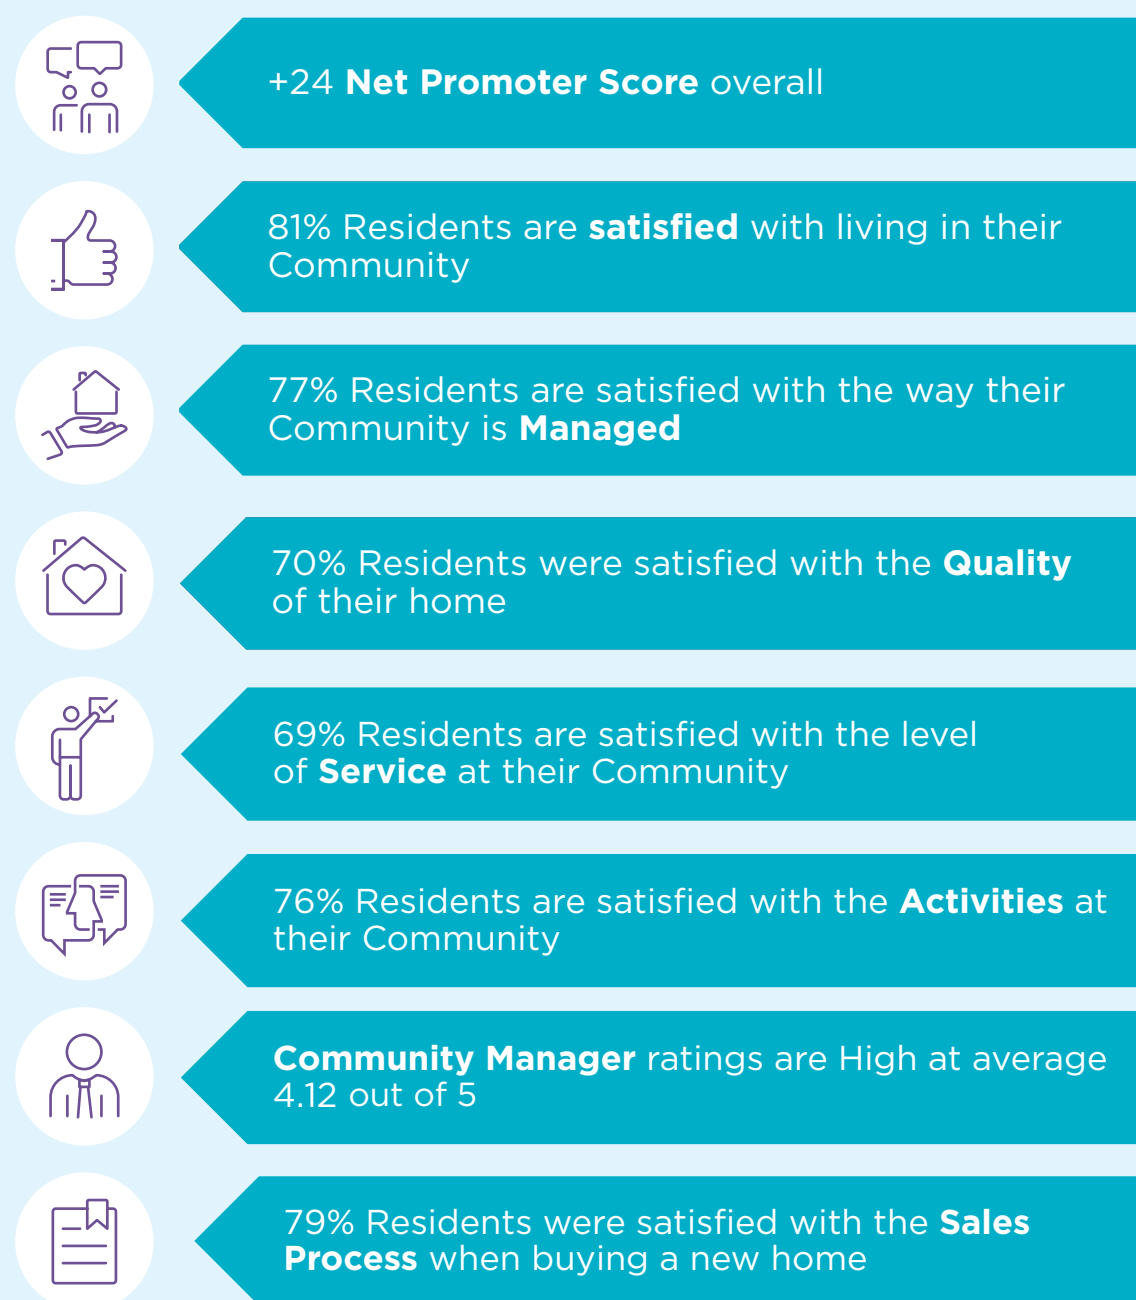 +24 Net Promoter Score overall
81% Residents are satisfied with living in their
Community
77% Residents are satisfied with the way their
Community is Managed
70% Residents were satisfied with the Quality
of their home
69% Residents are satisfied with the level
of Service at their Community
76% Residents are satisfied with the Activities at
their Community
Community Manager ratings are High at average
4.12 out of 5
79% Residents were satisfied with the Sales
Process when buying a new home